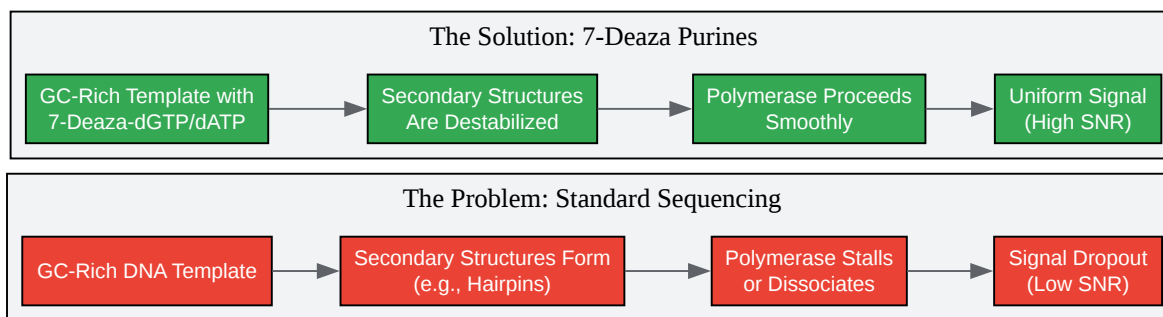 The Solution: 7-Deaza Purines
GC-Rich Template with
7-Deaza-dGTP/dATP
Secondary Structures
Are Destabilized
Polymerase Proceeds
Smoothly
Uniform Signal
(High SNR)
The Problem: Standard Sequencing
GC-Rich DNA Template
Secondary Structures Form
(e.g., Hairpins)
Polymerase Stalls
or Dissociates
Signal Dropout
(Low SNR)